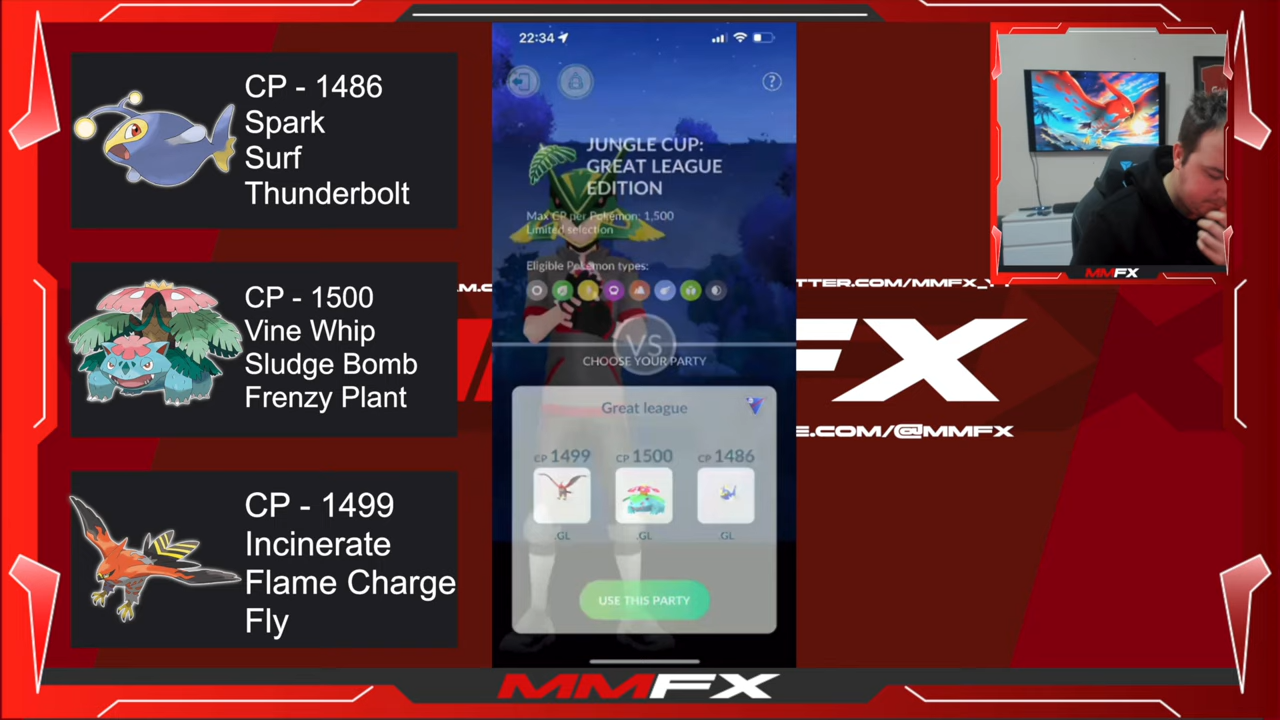 CP - 1486
Spark
Surf
Thunderbolt
CP - 1500
Vine Whip
Sludge Bomb
Frenzy Plant
CP - 1499
Incinerate
Flame Charge
Fly
22:34
?
JUNGLE CUP:
GREAT LEAGUE
EDITION
Max CP per Pokémon: 1,500
Limited selection
Eligible Pokémon types:
VS
CHOOSE YOUR PARTY
Great league
CP 1499 CP 1500 CP 1486
.GL .GL .GL
USE THIS PARTY
MMFX
MMFX
FX
E.COM/@MMFX